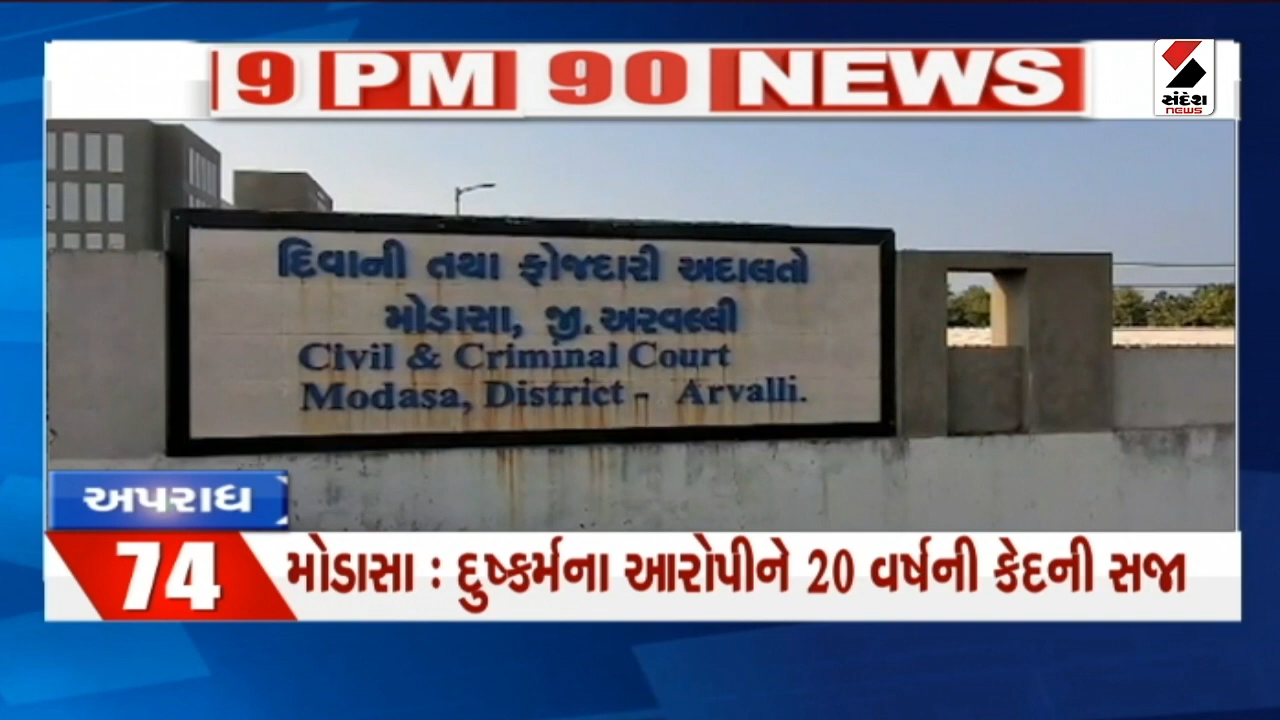 9 PM 90 NEWS
સંદેશ
NEWS
દિવાની તથા ફોજદારી અદાલતો
મોડાસા, જી. અરવલ્લી
Civil & Criminal Court
Modasa, District - Arvalli.
અપરાધ
74 મોડાસા : દુષ્કર્મના આરોપીને 20 વર્ષની કેદની સજા